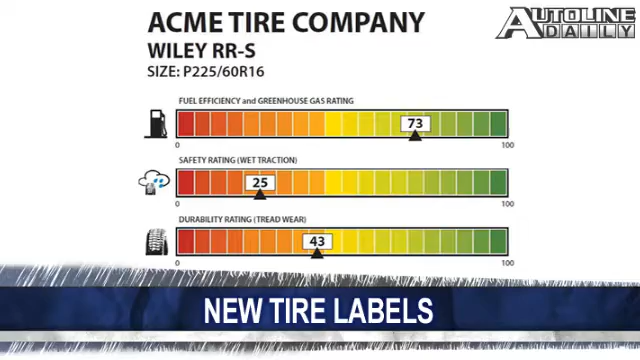 ACME TIRE COMPANY
AUTOLINE
DAILY
WILEY RR-S
SIZE: P225/60R16
FUEL EFFICIENCY and GREENHOUSE GAS RATING
73
0 100
SAFETY RATING (WET TRACTION)
25
0 100
DURABILITY RATING (TREAD WEAR)
43
0 100
NEW TIRE LABELS